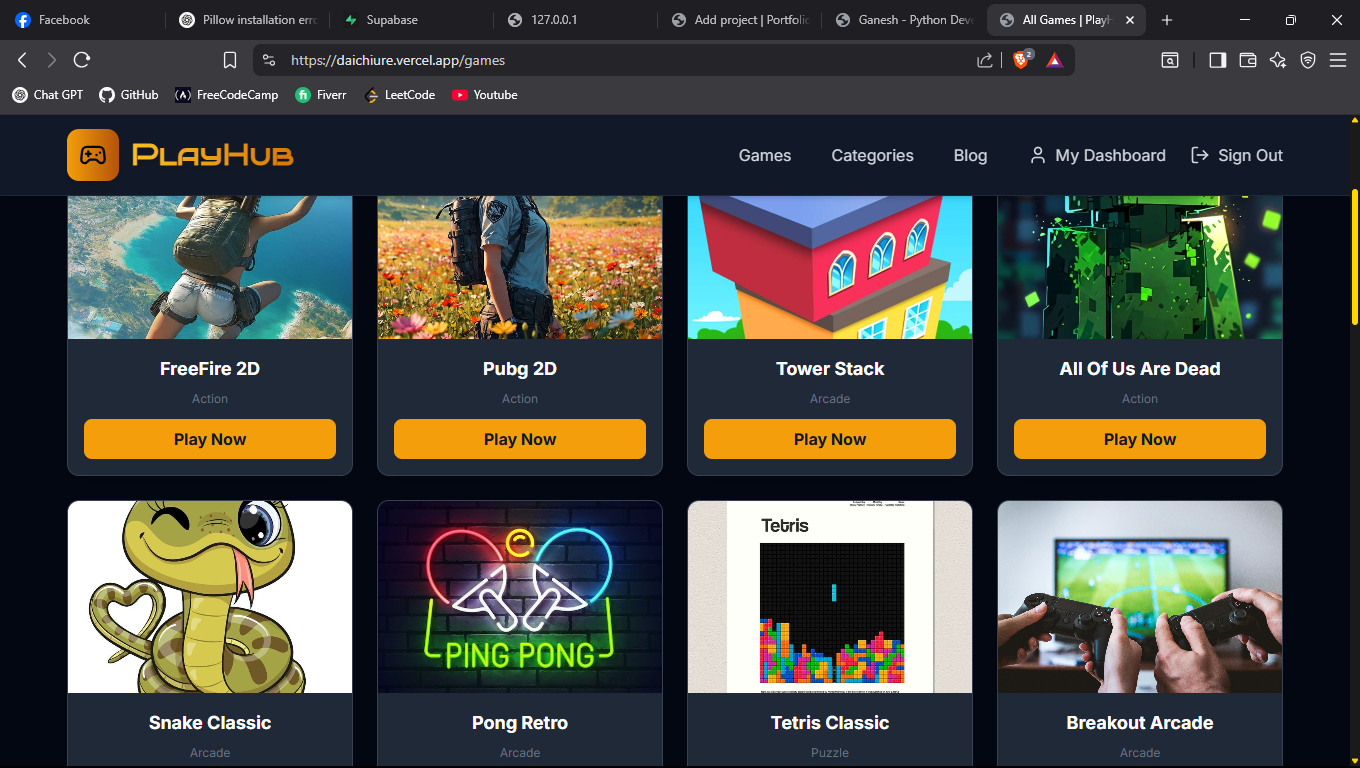 Facebook
Pillow installation erro
Supabase
127.0.0.1
Add project | Portfolio
Ganesh - Python Deve
All Games | PlayH
https://daichiure.vercel.app/games
2
Chat GPT
GitHub
FreeCodeCamp
Fiverr
LeetCode
Youtube
PlayHub
Games
Categories
Blog
My Dashboard
Sign Out
FreeFire 2D
Pubg 2D
Tower Stack
All Of Us Are Dead
Action
Action
Arcade
Action
Play Now
Play Now
Play Now
Play Now
Tetris
PING PONG
Snake Classic
Pong Retro
Tetris Classic
Breakout Arcade
Arcade
Arcade
Puzzle
Arcade